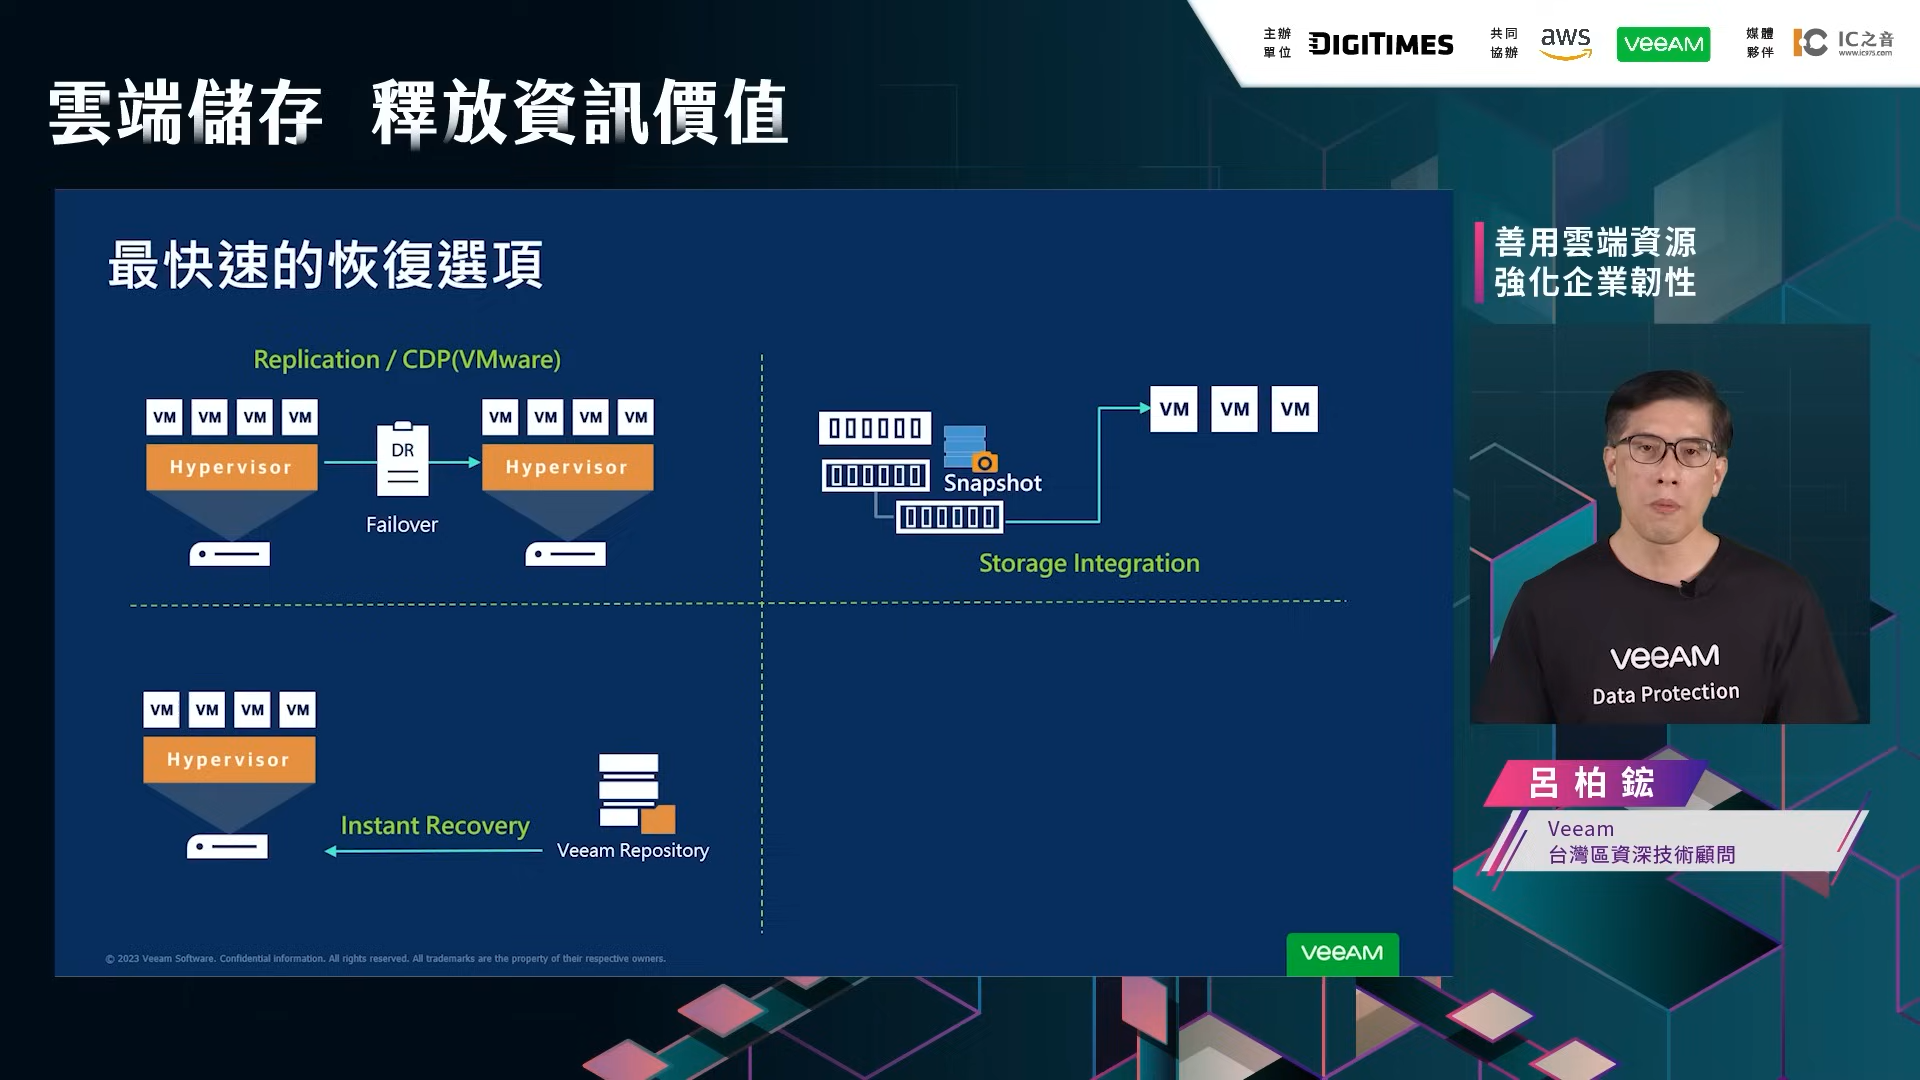 主辦
單位
DIGITIMES
共同
協辦
aws
veeAM
媒體
夥伴
IC之音
www.ic975.com
雲端儲存 釋放資訊價值
最快速的恢復選項
Replication / CDP(VMware)
VM VM VM VM
Hypervisor
DR
Failover
VM VM VM VM
Hypervisor
Snapshot
VM VM VM
Storage Integration
VM VM VM VM
Hypervisor
Instant Recovery
Veeam Repository
© 2023 Veeam Software. Confidential information. All rights reserved. All trademarks are the property of their respective owners.
veeAM
善用雲端資源
強化企業韌性
veeAM
Data Protection
呂柏鋐
Veeam
台灣區資深技術顧問